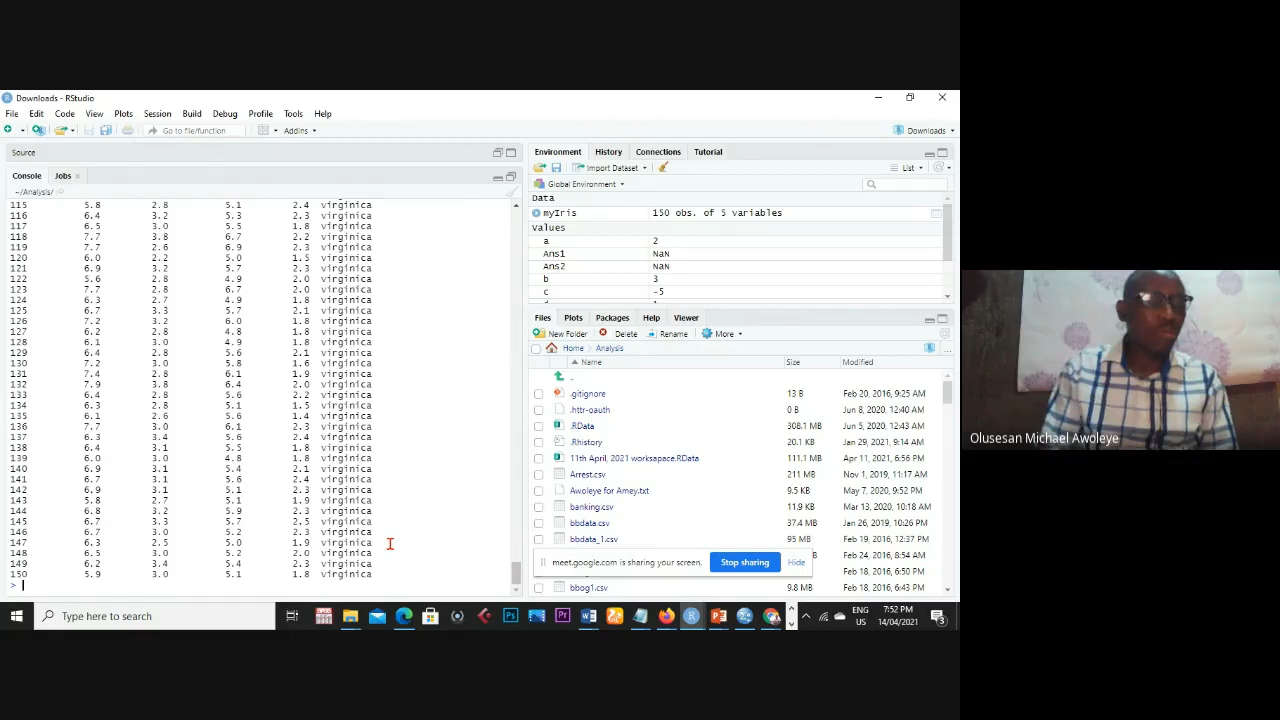 Downloads - RStudio
File Edit Code View Plots Session Build Debug Profile Tools Help
Go to file/function Addins Downloads
Source
Console Jobs
~/Analysis/
115 5.8 2.8 5.1 2.4 virginica
116 6.4 3.2 5.3 2.3 virginica
117 6.5 3.0 5.5 1.8 virginica
118 7.7 3.8 6.7 2.2 virginica
119 7.7 2.6 6.9 2.3 virginica
120 6.0 2.2 5.0 1.5 virginica
121 6.9 3.2 5.7 2.3 virginica
122 5.6 2.8 4.9 2.0 virginica
123 7.7 2.8 6.7 2.0 virginica
124 6.3 2.7 4.9 1.8 virginica
125 6.7 3.3 5.7 2.1 virginica
126 7.2 3.2 6.0 1.8 virginica
127 6.2 2.8 4.8 1.8 virginica
128 6.1 3.0 4.9 1.8 virginica
129 6.4 2.8 5.6 2.1 virginica
130 7.2 3.0 5.8 1.6 virginica
131 7.4 2.8 6.1 1.9 virginica
132 7.9 3.8 6.4 2.0 virginica
133 6.4 2.8 5.6 2.2 virginica
134 6.3 2.8 5.1 1.5 virginica
135 6.1 2.6 5.6 1.4 virginica
136 7.7 3.0 6.1 2.3 virginica
137 6.3 3.4 5.6 2.4 virginica
138 6.4 3.1 5.5 1.8 virginica
139 6.0 3.0 4.8 1.8 virginica
140 6.9 3.1 5.4 2.1 virginica
141 6.7 3.1 5.6 2.4 virginica
142 6.9 3.1 5.1 2.3 virginica
143 5.8 2.7 5.1 1.9 virginica
144 6.8 3.2 5.9 2.3 virginica
145 6.7 3.3 5.7 2.5 virginica
146 6.7 3.0 5.2 2.3 virginica
147 6.3 2.5 5.0 1.9 virginica
148 6.5 3.0 5.2 2.0 virginica
149 6.2 3.4 5.4 2.3 virginica
150 5.9 3.0 5.1 1.8 virginica
>
Environment History Connections Tutorial
Import Dataset List
Global Environment
Data
myIris 150 obs. of 5 variables
Values
a 2
Ans1 NaN
Ans2 NaN
b 3
c -5
Files Plots Packages Help Viewer
New Folder Delete Rename More
Home Analysis
Name Size Modified
..
.gitignore 13 B Feb 20, 2016, 9:25 AM
.httr-oauth 0 B Jun 8, 2020, 12:40 AM
.RData 308.1 MB Jun 5, 2020, 12:43 AM
.Rhistory 20.1 KB Jan 29, 2021, 9:14 AM
11th April, 2021 worksapace.RData 111.1 MB Apr 11, 2021, 6:56 PM
Arrest.csv 211 MB Nov 1, 2019, 11:17 AM
Awoleye for Amey.txt 9.5 KB May 7, 2020, 9:52 PM
banking.csv 11.9 KB Mar 13, 2020, 10:18 AM
bbdata.csv 37.4 MB Jan 26, 2019, 10:26 PM
bbdata_1.csv 95 MB Feb 19, 2016, 12:37 PM
Feb 24, 2016, 8:54 AM
Feb 18, 2016, 6:50 PM
bbog1.csv 9.8 MB Feb 18, 2016, 6:43 PM
meet.google.com is sharing your screen. Stop sharing Hide
Olusesan Michael Awoleye
Type here to search
ENG
US
7:52 PM
14/04/2021
3